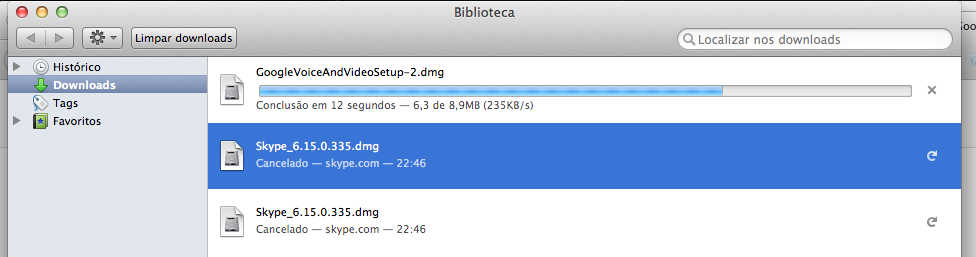 Biblioteca
Limpar downloads
Localizar nos downloads
Histórico
Downloads
Tags
Favoritos
GoogleVoiceAndVideoSetup-2.dmg
Conclusão em 12 segundos — 6,3 de 8,9MB (235KB/s)
Skype_6.15.0.335.dmg
Cancelado — skype.com — 22:46
Skype_6.15.0.335.dmg
Cancelado — skype.com — 22:46